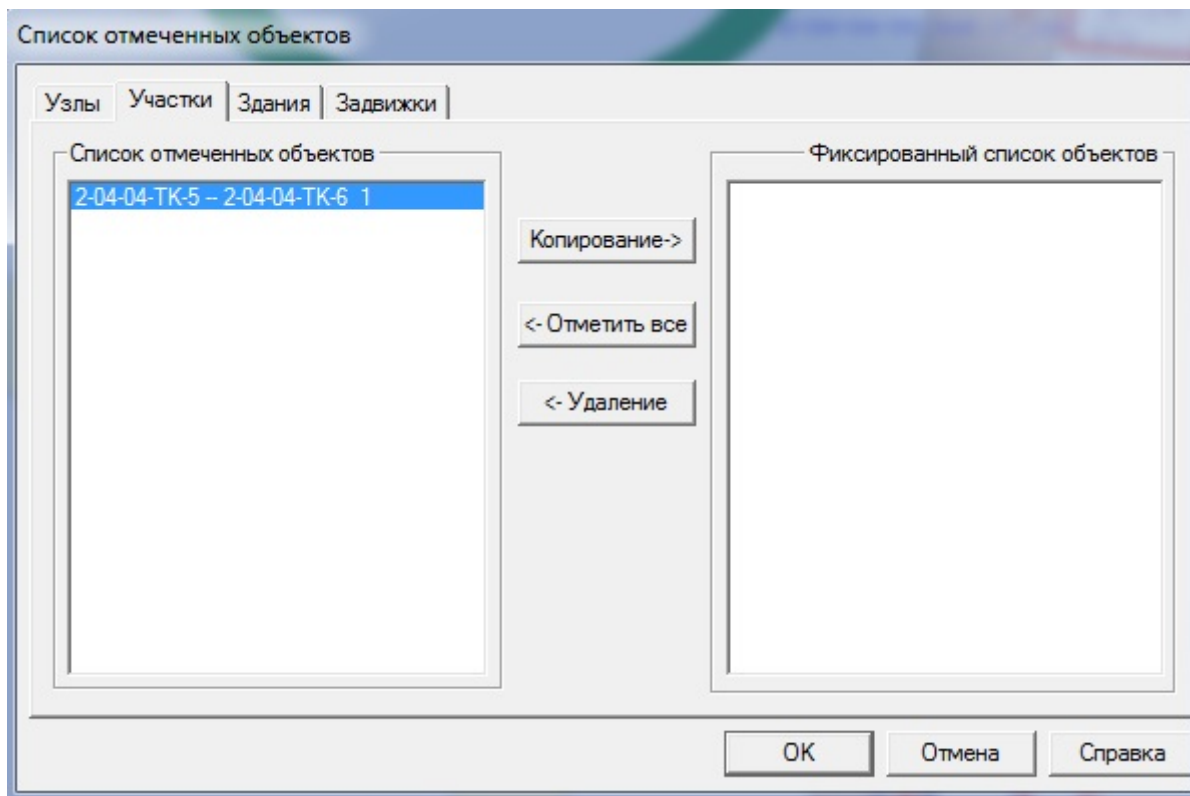 Список отмеченных объектов
Узлы Участки Здания Задвижки
Список отмеченных объектов
Фиксированный список объектов
2-04-04-ТК-5 -- 2-04-04-ТК-6 1
Копирование->
<- Отметить все
<- Удаление
OK Отмена Справка